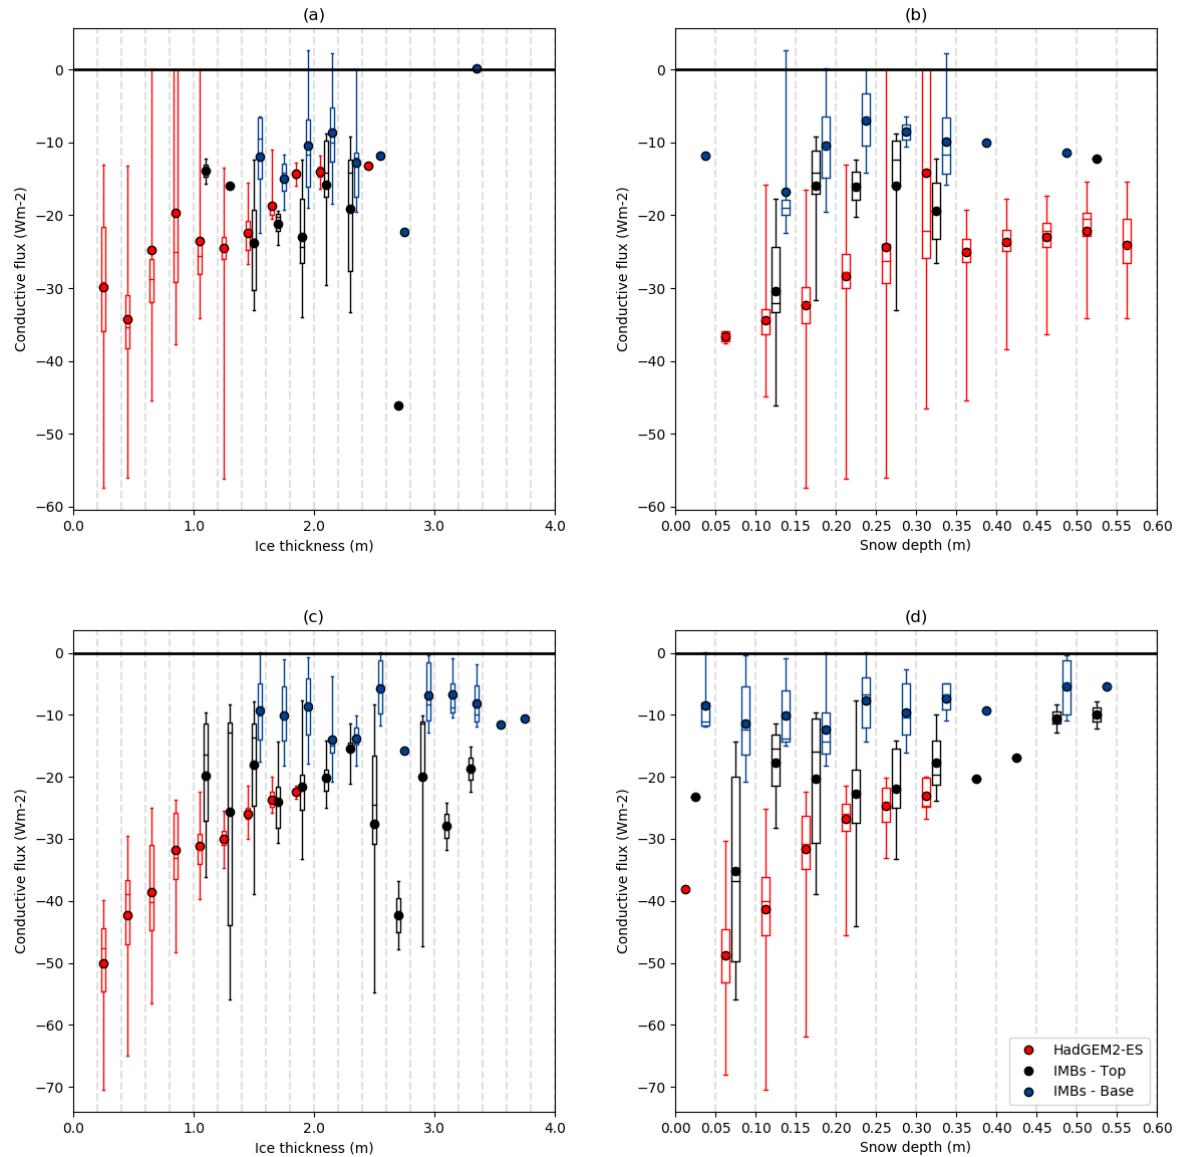 (a)
0
−10
−20
−30
−40
−50
−60
Conductive flux (Wm-2)
0.0 1.0 2.0 3.0 4.0
Ice thickness (m)
(b)
0
−10
−20
−30
−40
−50
−60
Conductive flux (Wm-2)
0.00 0.05 0.10 0.15 0.20 0.25 0.30 0.35 0.40 0.45 0.50 0.55 0.60
Snow depth (m)
(c)
0
−10
−20
−30
−40
−50
−60
−70
Conductive flux (Wm-2)
0.0 1.0 2.0 3.0 4.0
Ice thickness (m)
(d)
0
−10
−20
−30
−40
−50
−60
−70
Conductive flux (Wm-2)
HadGEM2-ES
IMBs - Top
IMBs - Base
0.00 0.05 0.10 0.15 0.20 0.25 0.30 0.35 0.40 0.45 0.50 0.55 0.60
Snow depth (m)